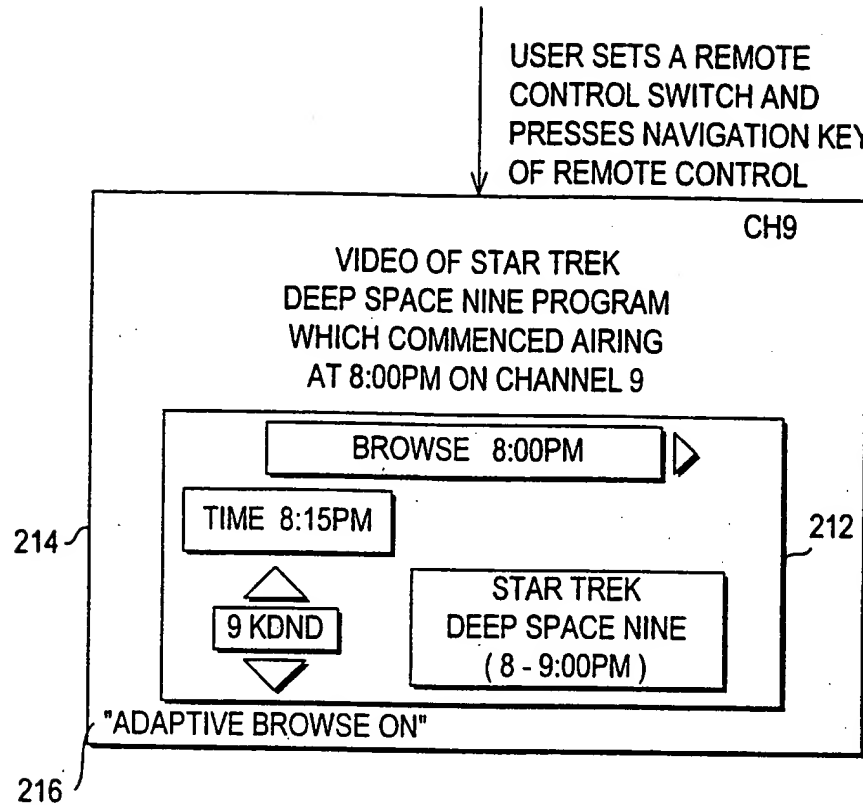 USER SETS A REMOTE
CONTROL SWITCH AND
PRESSES NAVIGATION KEY
OF REMOTE CONTROL
CH9
VIDEO OF STAR TREK
DEEP SPACE NINE PROGRAM
WHICH COMMENCED AIRING
AT 8:00PM ON CHANNEL 9
BROWSE 8:00PM
TIME 8:15PM
214
212
9 KDND
STAR TREK
DEEP SPACE NINE
( 8 - 9:00PM )
"ADAPTIVE BROWSE ON"
216